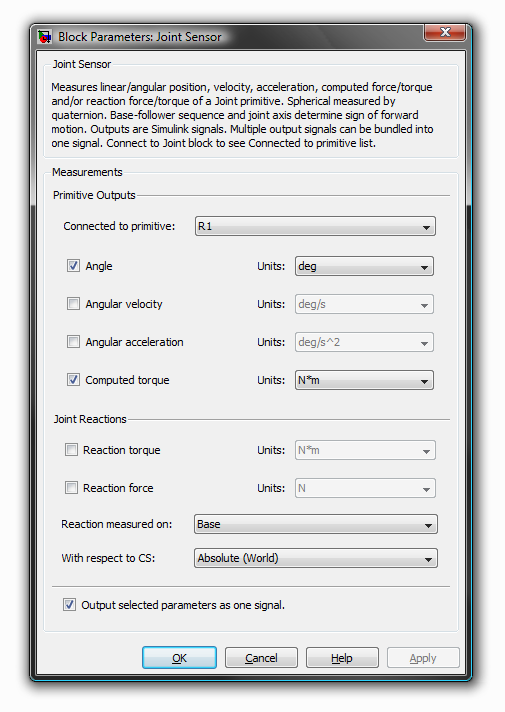 Block Parameters: Joint Sensor
Joint Sensor
Measures linear/angular position, velocity, acceleration, computed force/torque
and/or reaction force/torque of a Joint primitive. Spherical measured by
quaternion. Base-follower sequence and joint axis determine sign of forward
motion. Outputs are Simulink signals. Multiple output signals can be bundled into
one signal. Connect to Joint block to see Connected to primitive list.
Measurements
Primitive Outputs
Connected to primitive: R1
Angle Units: deg
Angular velocity Units: deg/s
Angular acceleration Units: deg/s^2
Computed torque Units: N*m
Joint Reactions
Reaction torque Units: N*m
Reaction force Units: N
Reaction measured on: Base
With respect to CS: Absolute (World)
Output selected parameters as one signal.
OK Cancel Help Apply